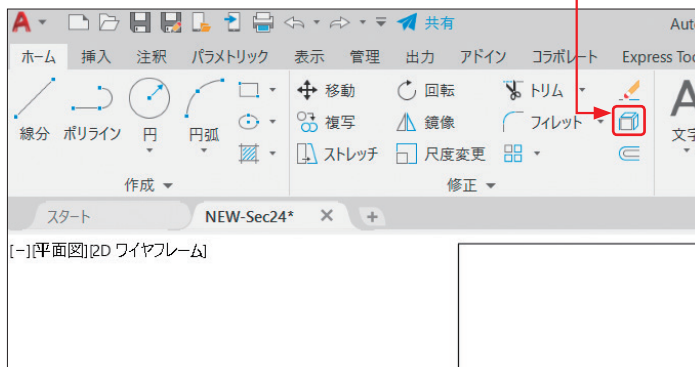 A 共有 Auto
ホーム 挿入 注釈 パラメトリック 表示 管理 出力 アドイン コラボレート Express Too
線分 ポリライン 円 円弧 移動 回転 トリム
複写 鏡像 フィレット 文字
ストレッチ 尺度変更
作成 修正
スタート NEW-Sec24* × +
[−][平面図][2D ワイヤフレーム]